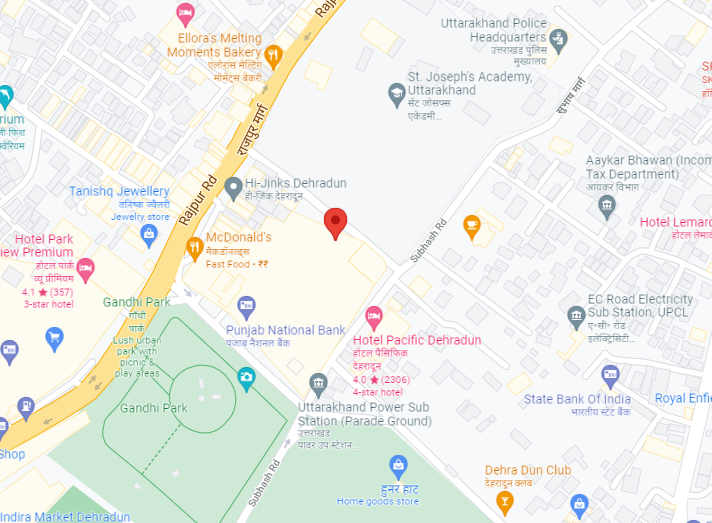 Rajp
Uttarakhand Police
Headquarters
उत्तराखंड पुलिस
मुख्यालय
Ellora's Melting
Moments Bakery
एलोरास मेल्टिंग
मोमेंट्स बेकरी
St. Joseph's Academy,
Uttarakhand
सेंट जोसफ्स
एकेडमी...
SK
rium
राजपुर मार्ग
सुभाष मार्ग
Aaykar Bhawan (Incom
Tax Department)
आयकर विभाग
Tanishq Jewellery
तनिष्क ज्वैलरी
Jewelry store
Hi-Jinks Dehradun
ही-जिंक देहरादून
Rajpur Rd
Hotel Lemard
होटल लेमार्ड
Subhash Rd
McDonald's
मैकडॉनल्ड्स
Fast Food • ₹₹
Hotel Park
iew Premium
होटल पार्क
व्यू प्रीमियम
4.1 ★ (357)
3-star hotel
Gandhi Park
गाँधी
पार्क
Lush urban
park with
picnic &
play areas
Punjab National Bank
पंजाब नैशनल बैंक
EC Road Electricity
Sub Station, UPCL
ए॰सी॰ रोड
इलेक्ट्रिसिटी...
Hotel Pacific Dehradun
होटल पैसिफिक
देहरादून
4.0 ★ (2306)
4-star hotel
State Bank Of India
भारतीय स्टेट बैंक
Royal Enfie
Gandhi Park
Uttarakhand Power Sub
Station (Parade Ground)
उत्तराखंड
पावर उप स्टेशन...
Shop
Subhash Rd
हुनर हाट
Home goods store
Dehra Dun Club
देहरादून क्लब
Indira Market Dehradun